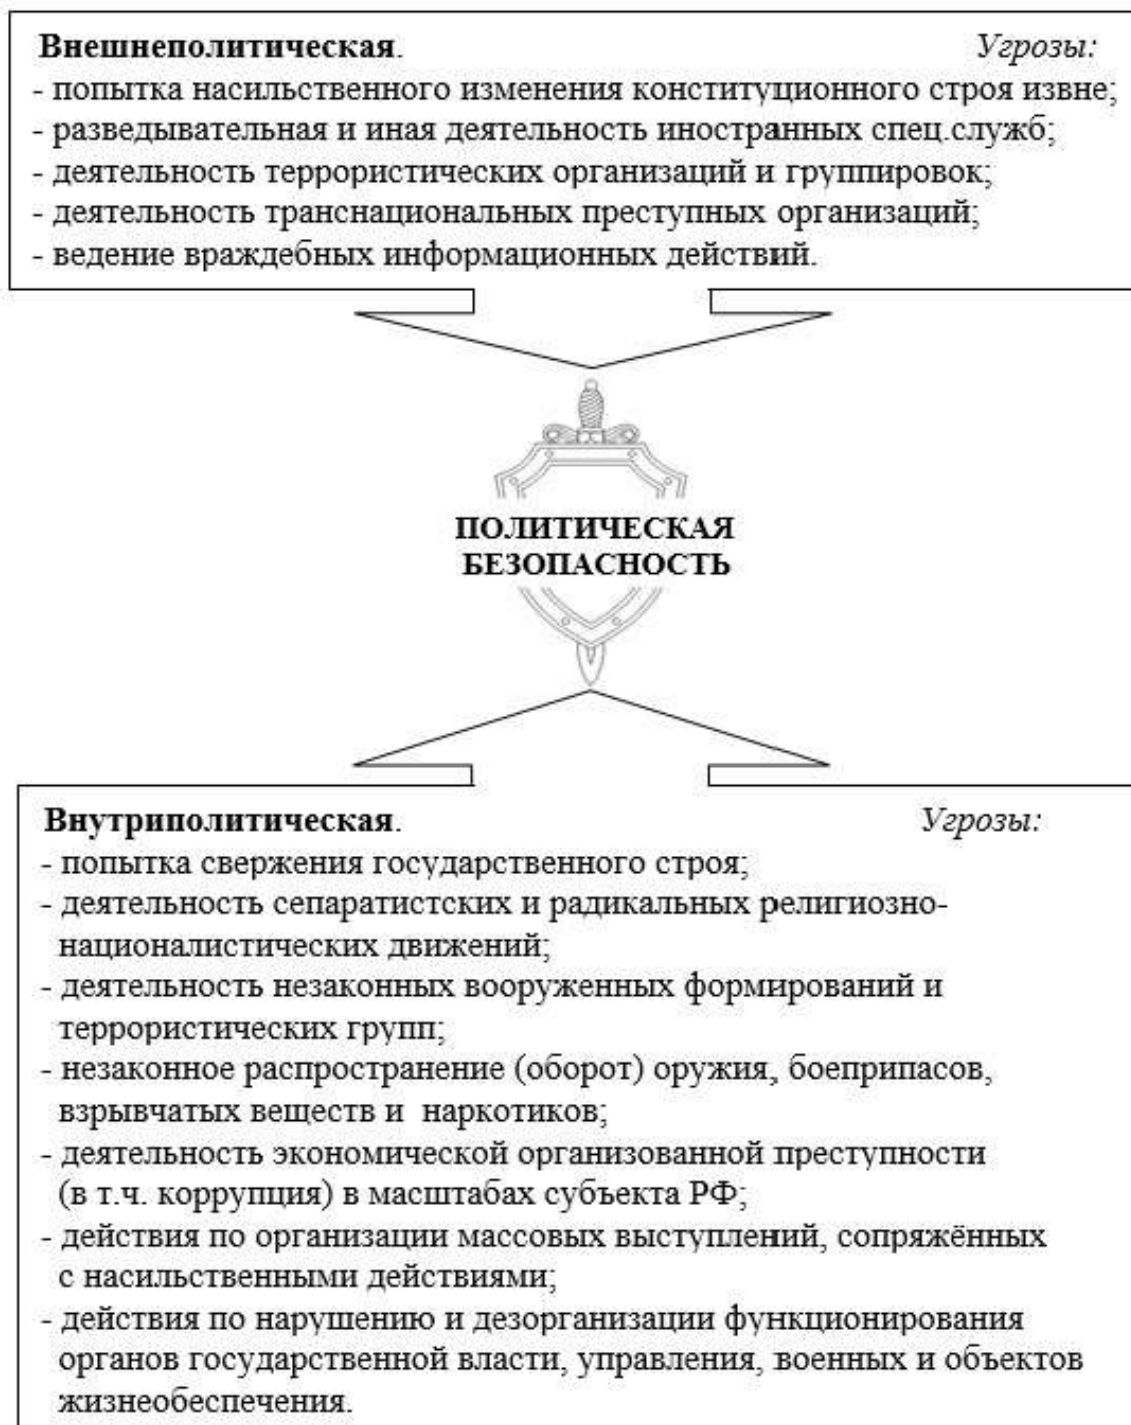 Внешнеполитическая. Угрозы:
- попытка насильственного изменения конституционного строя извне;
- разведывательная и иная деятельность иностранных спец.служб;
- деятельность террористических организаций и группировок;
- деятельность транснациональных преступных организаций;
- ведение враждебных информационных действий.
ПОЛИТИЧЕСКАЯ
БЕЗОПАСНОСТЬ
Внутриполитическая. Угрозы:
- попытка свержения государственного строя;
- деятельность сепаратистских и радикальных религиозно-
националистических движений;
- деятельность незаконных вооруженных формирований и
террористических групп;
- незаконное распространение (оборот) оружия, боеприпасов,
взрывчатых веществ и наркотиков;
- деятельность экономической организованной преступности
(в т.ч. коррупция) в масштабах субъекта РФ;
- действия по организации массовых выступлений, сопряжённых
с насильственными действиями;
- действия по нарушению и дезорганизации функционирования
органов государственной власти, управления, военных и объектов
жизнеобеспечения.